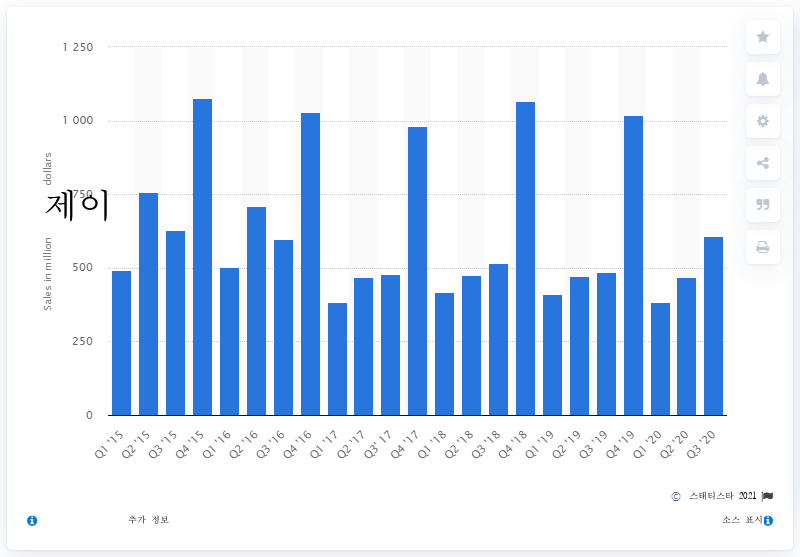 1 250
1 000
750
500
250
0
Sales in million
제이
dollars
Q1 '15
Q2 '15
Q3 '15
Q4 '15
Q1 '16
Q2 '16
Q3 '16
Q4 '16
Q1 '17
Q2 '17
Q3' 17
Q4 '17
Q1 '18
Q2 '18
Q3 '18
Q4 '18
Q1 '19
Q2 '19
Q3 '19
Q4 '19
Q1 '20
Q2 '20
Q3 '20
© 스태티스타 2021
추가 정보
소스 표시